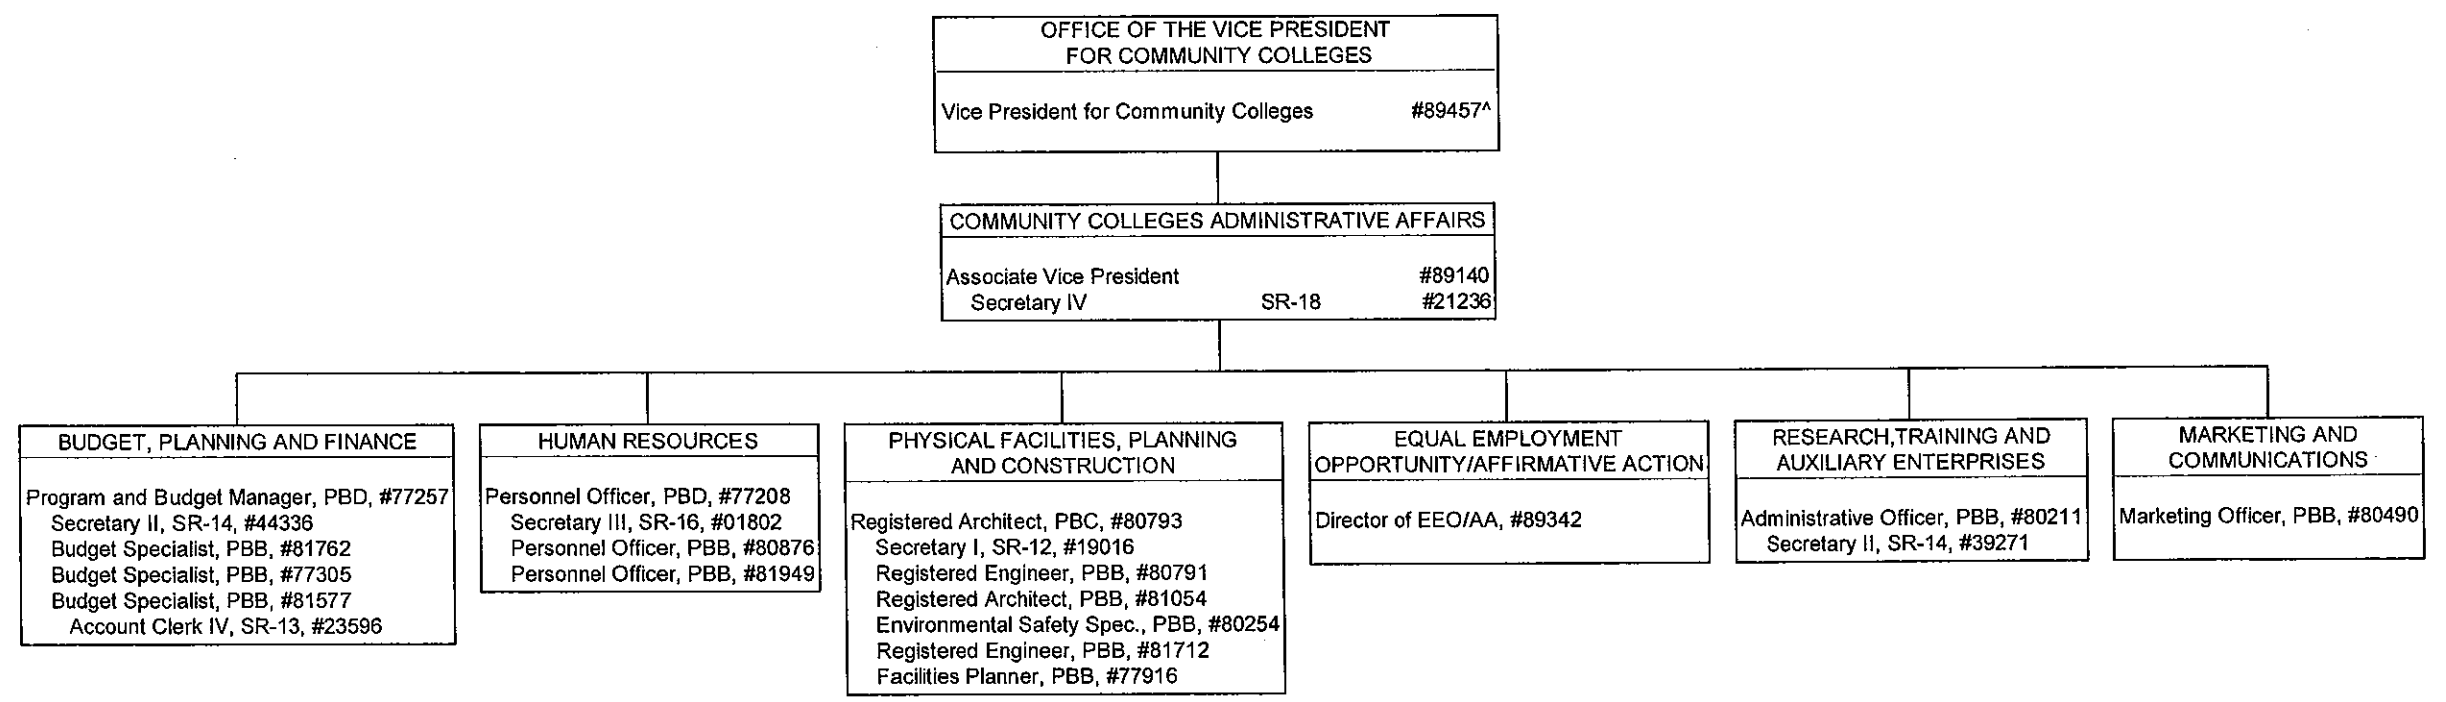 OFFICE OF THE VICE PRESIDENT
FOR COMMUNITY COLLEGES
Vice President for Community Colleges #89457^
COMMUNITY COLLEGES ADMINISTRATIVE AFFAIRS
Associate Vice President #89140
Secretary IV SR-18 #21236
BUDGET, PLANNING AND FINANCE
Program and Budget Manager, PBD, #77257
Secretary II, SR-14, #44336
Budget Specialist, PBB, #81762
Budget Specialist, PBB, #77305
Budget Specialist, PBB, #81577
Account Clerk IV, SR-13, #23596
HUMAN RESOURCES
Personnel Officer, PBD, #77208
Secretary III, SR-16, #01802
Personnel Officer, PBB, #80876
Personnel Officer, PBB, #81949
PHYSICAL FACILITIES, PLANNING
AND CONSTRUCTION
Registered Architect, PBC, #80793
Secretary I, SR-12, #19016
Registered Engineer, PBB, #80791
Registered Architect, PBB, #81054
Environmental Safety Spec., PBB, #80254
Registered Engineer, PBB, #81712
Facilities Planner, PBB, #77916
EQUAL EMPLOYMENT
OPPORTUNITY/AFFIRMATIVE ACTION
Director of EEO/AA, #89342
RESEARCH,TRAINING AND
AUXILIARY ENTERPRISES
Administrative Officer, PBB, #80211
Secretary II, SR-14, #39271
MARKETING AND
COMMUNICATIONS
Marketing Officer, PBB, #80490